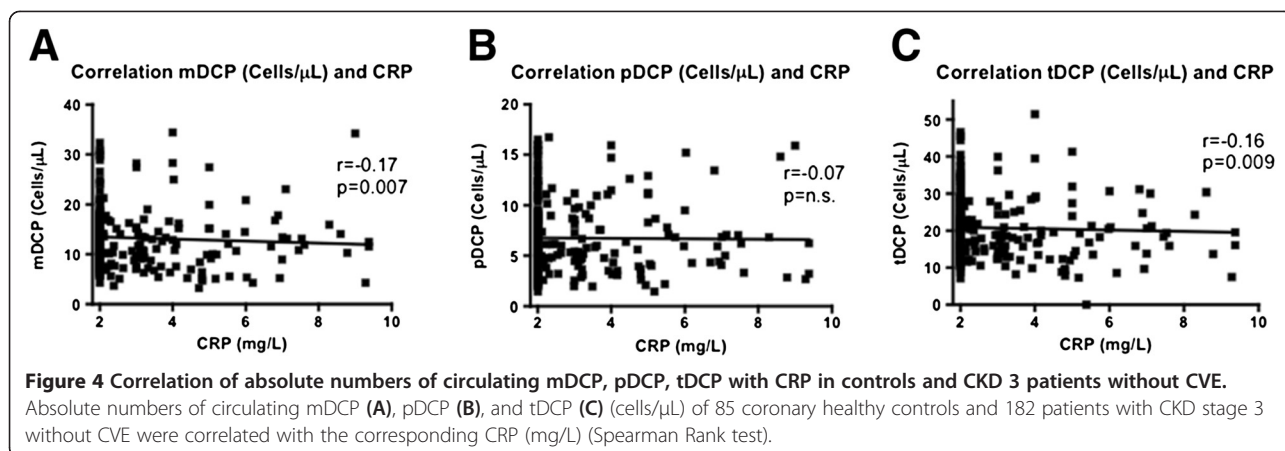 A
Correlation mDCP (Cells/μL) and CRP
mDCP (Cells/μL)
40
30
20
10
0
r=-0.17
p=0.007
2 4 6 8 10
CRP (mg/L)
B
Correlation pDCP (Cells/μL) and CRP
pDCP (Cells/μL)
20
15
10
5
0
r=-0.07
p=n.s.
2 4 6 8 10
CRP (mg/L)
C
Correlation tDCP (Cells/μL) and CRP
tDCP (Cells/μL)
50
40
30
20
10
0
r=-0.16
p=0.009
2 4 6 8 10
CRP (mg/L)
Figure 4 Correlation of absolute numbers of circulating mDCP, pDCP, tDCP with CRP in controls and CKD 3 patients without CVE.
Absolute numbers of circulating mDCP (A), pDCP (B), and tDCP (C) (cells/μL) of 85 coronary healthy controls and 182 patients with CKD stage 3
without CVE were correlated with the corresponding CRP (mg/L) (Spearman Rank test).